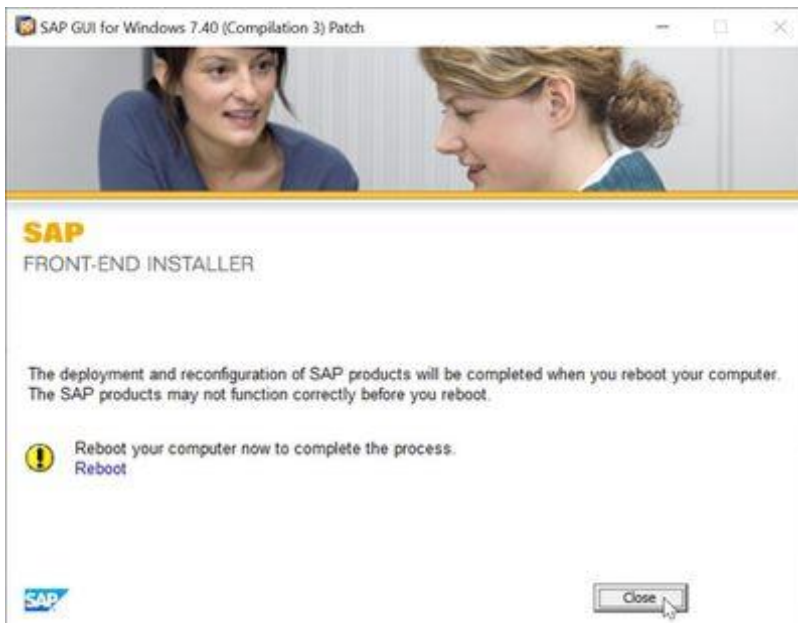 SAP GUI for Windows 7.40 (Compilation 3) Patch
SAP
FRONT-END INSTALLER
The deployment and reconfiguration of SAP products will be completed when you reboot your computer.
The SAP products may not function correctly before you reboot.
Reboot your computer now to complete the process.
Reboot
SAP
Close